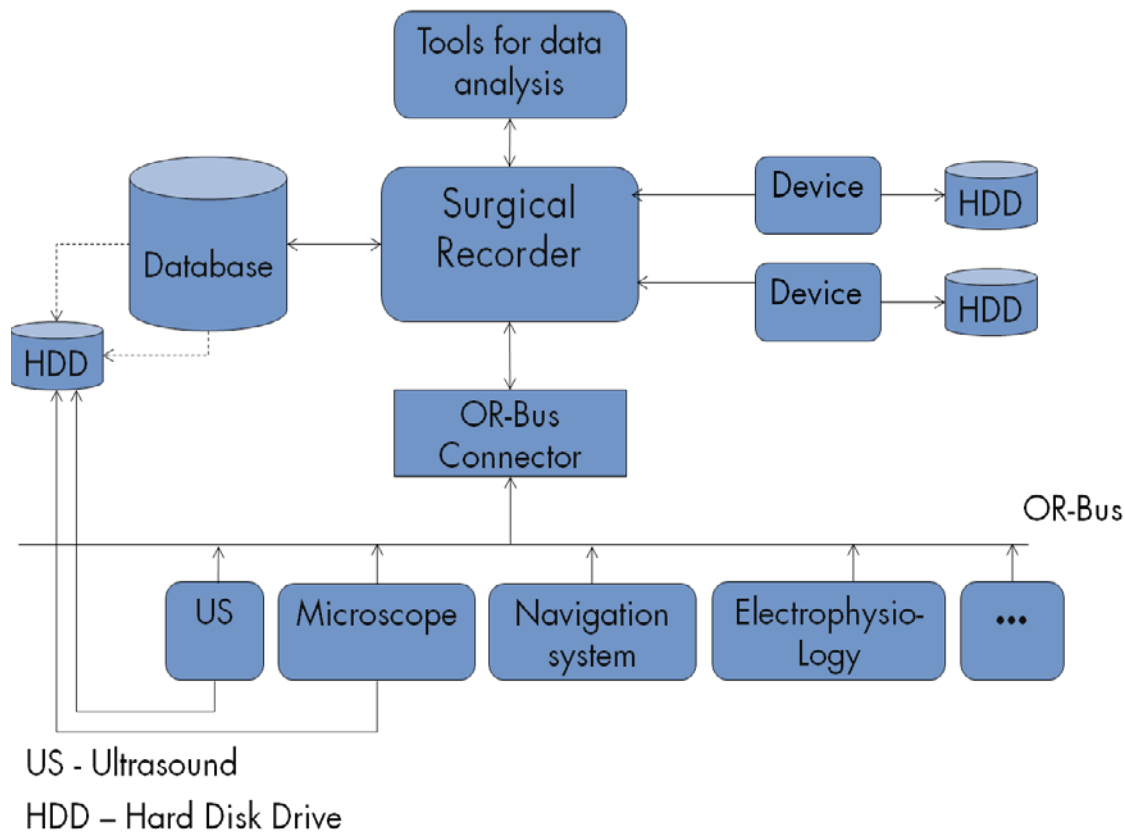 Tools for data
analysis
Surgical
Recorder
Device
HDD
Database
Device
HDD
HDD
OR-Bus
Connector
OR-Bus
US
Microscope
Navigation
system
Electrophysio-
Logy
•••
US - Ultrasound
HDD – Hard Disk Drive